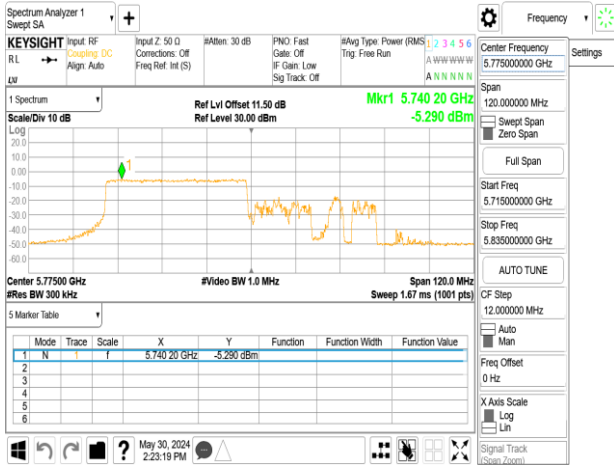 Spectrum Analyzer 1
Swept SA
+
Frequency
KEYSIGHT
RL
Input: RF
Coupling: DC
Align: Auto
Input Z: 50 Ω
Corrections: Off
Freq Ref: Int (S)
#Atten: 30 dB
PNO: Fast
Gate: Off
IF Gain: Low
Sig Track: Off
#Avg Type: Power (RMS
Trig: Free Run
1 2 3 4 5 6
A W W W W W
A N N N N N
1 Spectrum
Scale/Div 10 dB
Ref Lvl Offset 11.50 dB
Ref Level 30.00 dBm
Mkr1 5.740 20 GHz
-5.290 dBm
Log
20.0
10.0
0.00
-10.0
-20.0
-30.0
-40.0
-50.0
-60.0
1
Center 5.77500 GHz
#Res BW 300 kHz
#Video BW 1.0 MHz
Span 120.0 MHz
Sweep 1.67 ms (1001 pts)
5 Marker Table
Mode Trace Scale X Y Function Function Width Function Value
1 N 1 f 5.740 20 GHz -5.290 dBm
2
3
4
5
6
May 30, 2024
2:23:19 PM
Center Frequency
5.775000000 GHz
Settings
Span
120.000000 MHz
Swept Span
Zero Span
Full Span
Start Freq
5.715000000 GHz
Stop Freq
5.835000000 GHz
AUTO TUNE
CF Step
12.000000 MHz
Auto
Man
Freq Offset
0 Hz
X Axis Scale
Log
Lin
Signal Track
(Span Zoom)